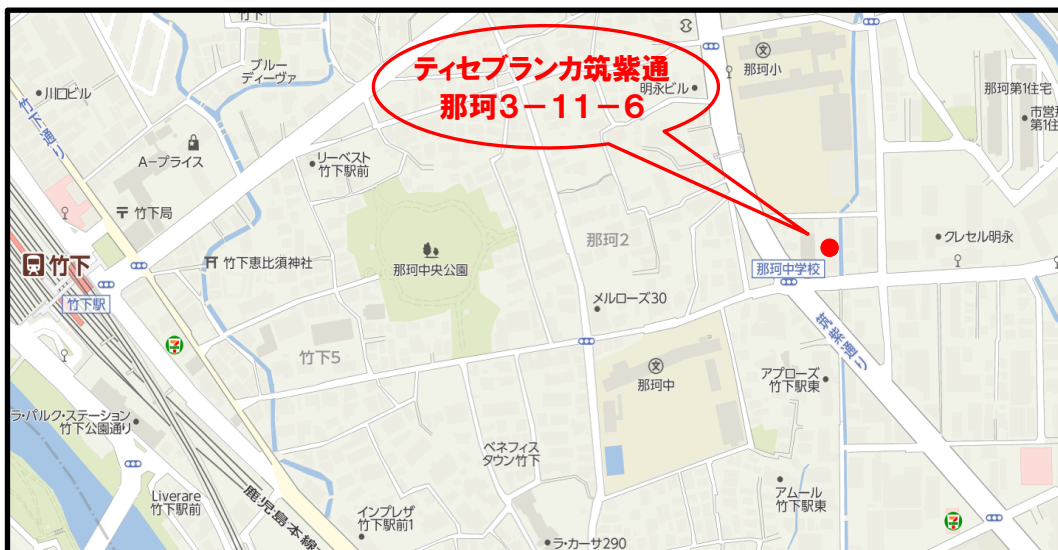 ティセブランカ筑紫通
那珂3-11-6
竹下
ブルー
ディーヴァ
川口ビル
竹下通り
A-プライス
〒竹下局
竹下
竹下駅
竹下恵比須神社
リーベスト
竹下駅前
那珂中央公園
竹下5
明永ビル
文
那珂小
那珂2
那珂第1住宅
市営那
第1住
クレセル明永
那珂中学校
メルローズ30
筑紫通り
文
那珂中
アプローズ
竹下駅東
ラ・パルク・ステーション
竹下公園通り
Liverare
竹下駅前
鹿児島本線
インプレザ
竹下駅前1
ベネフィス
タウン竹下
ラ・カーサ290
アムール
竹下駅東